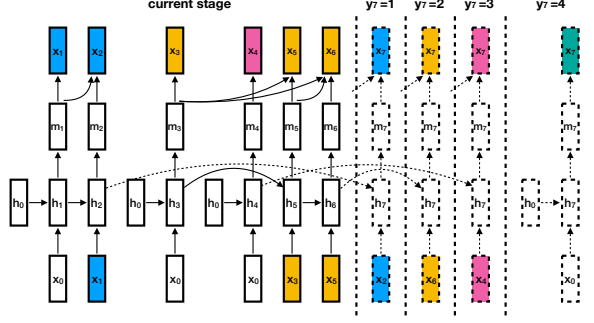 current stage y₇ =1 y₇ =2 y₇ =3 y₇ =4
x₁ x₂ x₃ x₄ x₅ x₆ x₇ x₇ x₇ x₇
m₁ m₂ m₃ m₄ m₅ m₆ m₇ m₇ m₇ m₇
h₀ h₁ h₂ h₀ h₃ h₀ h₄ h₅ h₆ h₇ h₇ h₇ h₀ h₇
x₀ x₁ x₀ x₀ x₃ x₅ x₂ x₆ x₄ x₀